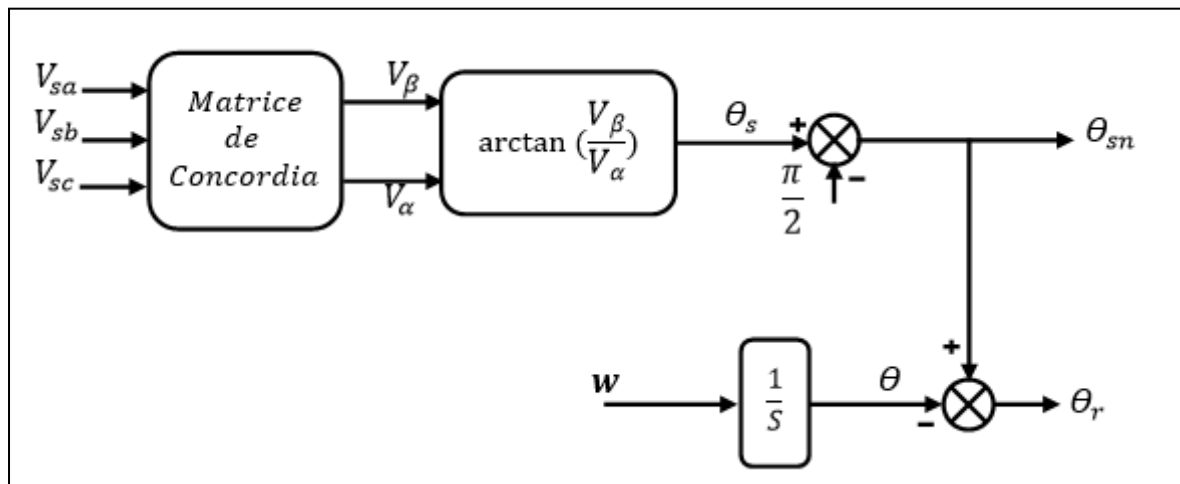 V_sa
V_sb
V_sc
Matrice
de
Concordia
V_β
V_α
arctan (V_β/V_α)
θ_s
+
π/2
-
θ_sn
w
1/S
θ
+
-
θ_r